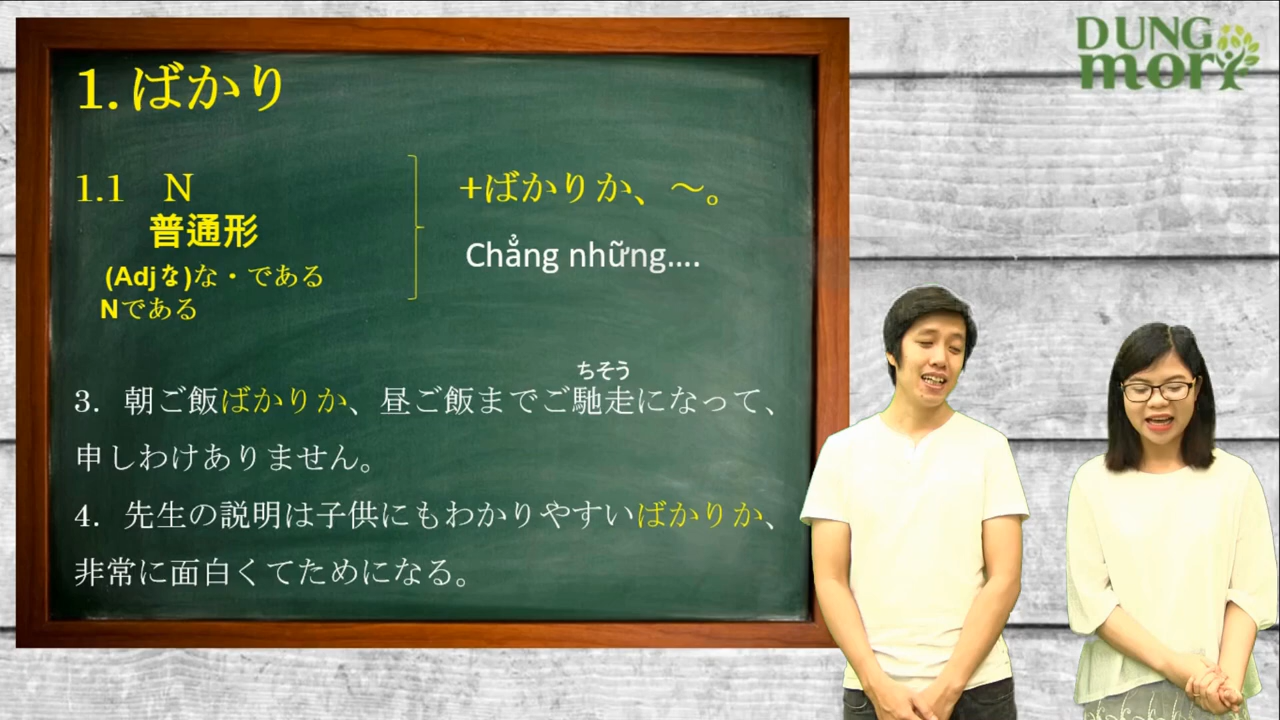 1. ばかり
1.1 N
普通形
(Adjな)な・である
Nである
+ばかりか、～。
Chẳng những....
ちそう
3. 朝ご飯ばかりか、昼ご飯までご馳走になって、
申しわけありません。
4. 先生の説明は子供にもわかりやすいばかりか、
非常に面白くてためになる。
DUNG
mori